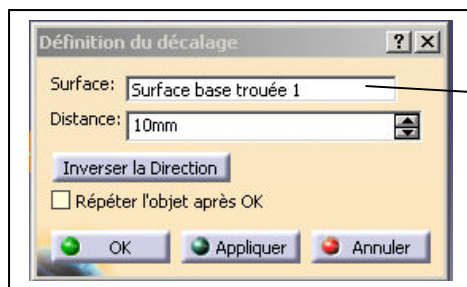 Définition du décalage
Surface: Surface base trouée 1
Distance: 10mm
Inverser la Direction
Répéter l'objet après OK
OK Appliquer Annuler